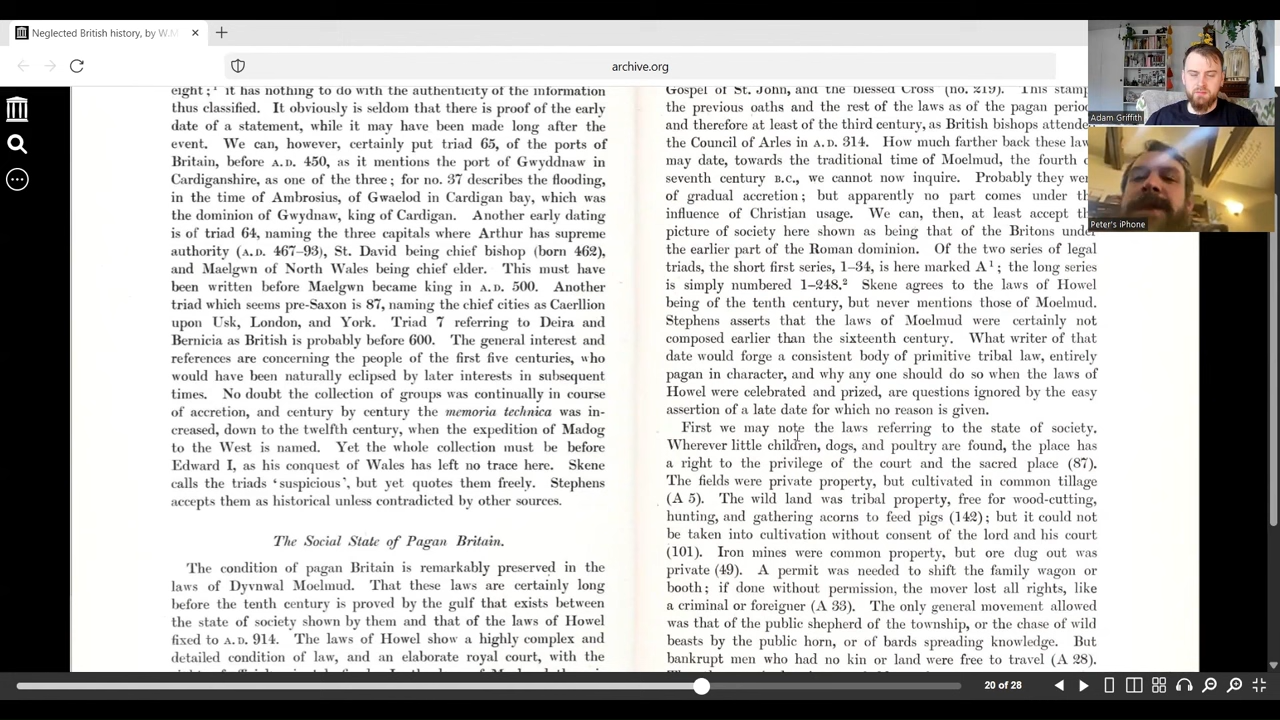 Neglected British history, by W.M
archive.org
Adam Griffith
Peter's iPhone
eight;¹ it has nothing to do with the authenticity of the information
thus classified. It obviously is seldom that there is proof of the early
date of a statement, while it may have been made long after the
event. We can, however, certainly put triad 65, of the ports of
Britain, before A.D. 450, as it mentions the port of Gwyddnaw in
Cardiganshire, as one of the three; for no. 37 describes the flooding,
in the time of Ambrosius, of Gwaelod in Cardigan bay, which was
the dominion of Gwydnaw, king of Cardigan. Another early dating
is of triad 64, naming the three capitals where Arthur has supreme
authority (A.D. 467–93), St. David being chief bishop (born 462),
and Maelgwn of North Wales being chief elder. This must have
been written before Maelgwn became king in A.D. 500. Another
triad which seems pre-Saxon is 87, naming the chief cities as Caerllion
upon Usk, London, and York. Triad 7 referring to Deira and
Bernicia as British is probably before 600. The general interest and
references are concerning the people of the first five centuries, who
would have been naturally eclipsed by later interests in subsequent
times. No doubt the collection of groups was continually in course
of accretion, and century by century the memoria technica was in-
creased, down to the twelfth century, when the expedition of Madog
to the West is named. Yet the whole collection must be before
Edward I, as his conquest of Wales has left no trace here. Skene
calls the triads 'suspicious', but yet quotes them freely. Stephens
accepts them as historical unless contradicted by other sources.
The Social State of Pagan Britain.
The condition of pagan Britain is remarkably preserved in the
laws of Dyvnwal Moelmud. That these laws are certainly long
before the tenth century is proved by the gulf that exists between
the state of society shown by them and that of the laws of Howel
fixed to A.D. 914. The laws of Howel show a highly complex and
detailed condition of law, and an elaborate royal court, with the
Gospel of St. John, and the blessed Cross' (no. 219). This stamp
the previous oaths and the rest of the laws as of the pagan perio
and therefore at least of the third century, as British bishops attende
the Council of Arles in A.D. 314. How much farther back these law
may date, towards the traditional time of Moelmud, the fourth o
seventh century B.C., we cannot now inquire. Probably they wer
of gradual accretion; but apparently no part comes under th
influence of Christian usage. We can, then, at least accept th
picture of society here shown as being that of the Britons unde
the earlier part of the Roman dominion. Of the two series of legal
triads, the short first series, 1–34, is here marked A¹; the long series
is simply numbered 1–248.² Skene agrees to the laws of Howel
being of the tenth century, but never mentions those of Moelmud.
Stephens asserts that the laws of Moelmud were certainly not
composed earlier than the sixteenth century. What writer of that
date would forge a consistent body of primitive tribal law, entirely
pagan in character, and why any one should do so when the laws of
Howel were celebrated and prized, are questions ignored by the easy
assertion of a late date for which no reason is given.
First we may note the laws referring to the state of society.
Wherever little children, dogs, and poultry are found, the place has
a right to the privilege of the court and the sacred place (87).
The fields were private property, but cultivated in common tillage
(A 5). The wild land was tribal property, free for wood-cutting,
hunting, and gathering acorns to feed pigs (142); but it could not
be taken into cultivation without consent of the lord and his court
(101). Iron mines were common property, but ore dug out was
private (49). A permit was needed to shift the family wagon or
booth; if done without permission, the mover lost all rights, like
a criminal or foreigner (A 33). The only general movement allowed
was that of the public shepherd of the township, or the chase of wild
beasts by the public horn, or of bards spreading knowledge. But
bankrupt men who had no kin or land were free to travel (A 28).
20 of 28